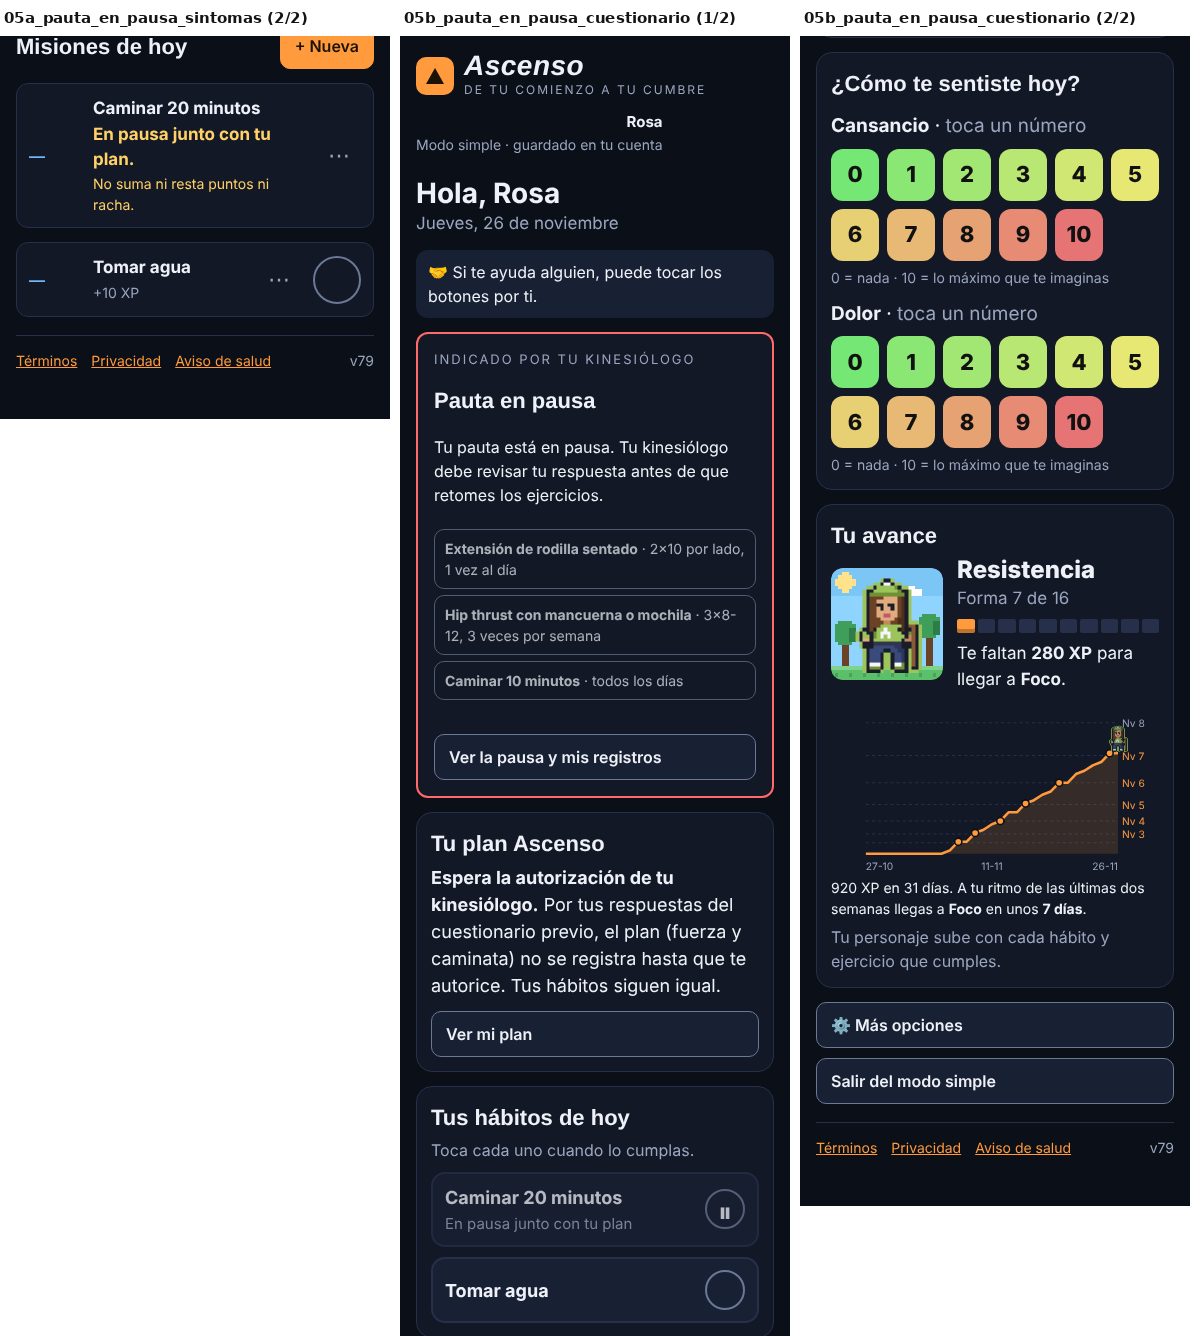 05a_pauta_en_pausa_sintomas (2/2)
Misiones de hoy
+ Nueva
Caminar 20 minutos
En pausa junto con tu
plan.
No suma ni resta puntos ni
racha.
—
...
Tomar agua
+10 XP
—
...
Términos Privacidad Aviso de salud v79
05b_pauta_en_pausa_cuestionario (1/2)
Ascenso
DE TU COMIENZO A TU CUMBRE
Rosa
Modo simple · guardado en tu cuenta
Hola, Rosa
Jueves, 26 de noviembre
🤝 Si te ayuda alguien, puede tocar los
botones por ti.
INDICADO POR TU KINESIÓLOGO
Pauta en pausa
Tu pauta está en pausa. Tu kinesiólogo
debe revisar tu respuesta antes de que
retomes los ejercicios.
Extensión de rodilla sentado · 2×10 por lado,
1 vez al día
Hip thrust con mancuerna o mochila · 3×8-
12, 3 veces por semana
Caminar 10 minutos · todos los días
Ver la pausa y mis registros
Tu plan Ascenso
Espera la autorización de tu
kinesiólogo. Por tus respuestas del
cuestionario previo, el plan (fuerza y
caminata) no se registra hasta que te
autorice. Tus hábitos siguen igual.
Ver mi plan
Tus hábitos de hoy
Toca cada uno cuando lo cumplas.
Caminar 20 minutos
En pausa junto con tu plan
Tomar agua
05b_pauta_en_pausa_cuestionario (2/2)
¿Cómo te sentiste hoy?
Cansancio · toca un número
0 1 2 3 4 5
6 7 8 9 10
0 = nada · 10 = lo máximo que te imaginas
Dolor · toca un número
0 1 2 3 4 5
6 7 8 9 10
0 = nada · 10 = lo máximo que te imaginas
Tu avance
Resistencia
Forma 7 de 16
Te faltan 280 XP para
llegar a Foco.
Nv 8
Nv 7
Nv 6
Nv 5
Nv 4
Nv 3
27-10 11-11 26-11
920 XP en 31 días. A tu ritmo de las últimas dos
semanas llegas a Foco en unos 7 días.
Tu personaje sube con cada hábito y
ejercicio que cumples.
⚙️ Más opciones
Salir del modo simple
Términos Privacidad Aviso de salud v79